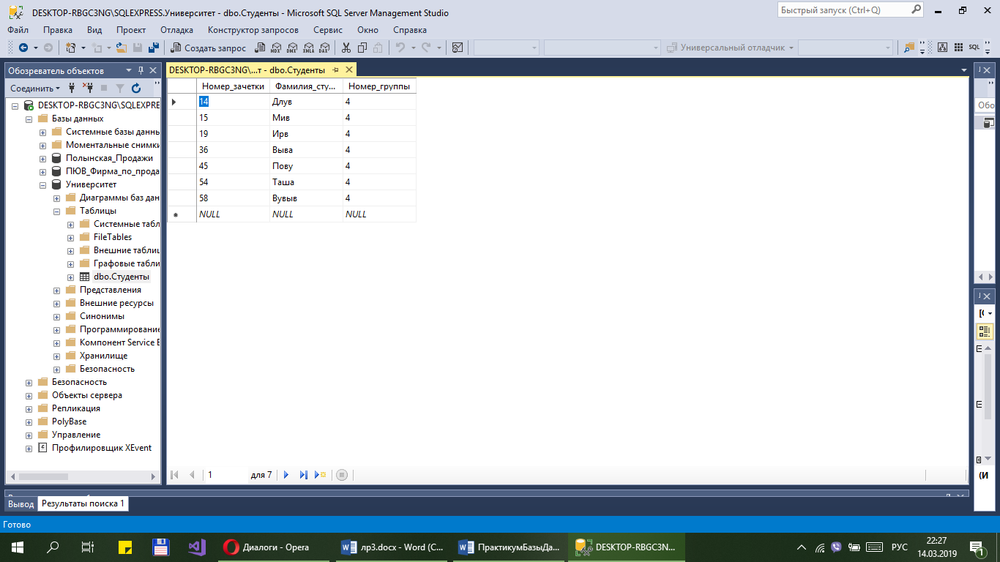 DESKTOP-RBGC3NG\SQLEXPRESS.Университет - dbo.Студенты - Microsoft SQL Server Management Studio
Быстрый запуск (Ctrl+Q)
Файл Правка Вид Проект Отладка Конструктор запросов Сервис Окно Справка
Создать запрос MDX DMX XMLA DAX Универсальный отладчик SQL
Обозреватель объектов
DESKTOP-RBGC3NG\...т - dbo.Студенты
Соединить
DESKTOP-RBGC3NG\SQLEXPRE
Базы данных
Системные базы данны
Моментальные снимки
Полынская_Продажи
ПЮВ_Фирма_по_прода
Университет
Диаграммы баз дан
Таблицы
Системные табл
FileTables
Внешние таблиц
Графовые табли
dbo.Студенты
Представления
Внешние ресурсы
Синонимы
Программирование
Компонент Service B
Хранилище
Безопасность
Безопасность
Объекты сервера
Репликация
PolyBase
Управление
Профилировщик XEvent
Номер_зачетки Фамилия_сту... Номер_группы
14 Длув 4
15 Мив 4
19 Ирв 4
36 Выва 4
45 Пову 4
54 Таша 4
58 Вувыв 4
NULL NULL NULL
1 для 7
Обо
(И
Вывод Результаты поиска 1
Готово
Диалоги - Opera
лр3.docx - Word (С...
ПрактикумБазыДа...
DESKTOP-RBGC3N...
РУС
22:27
14.03.2019
1